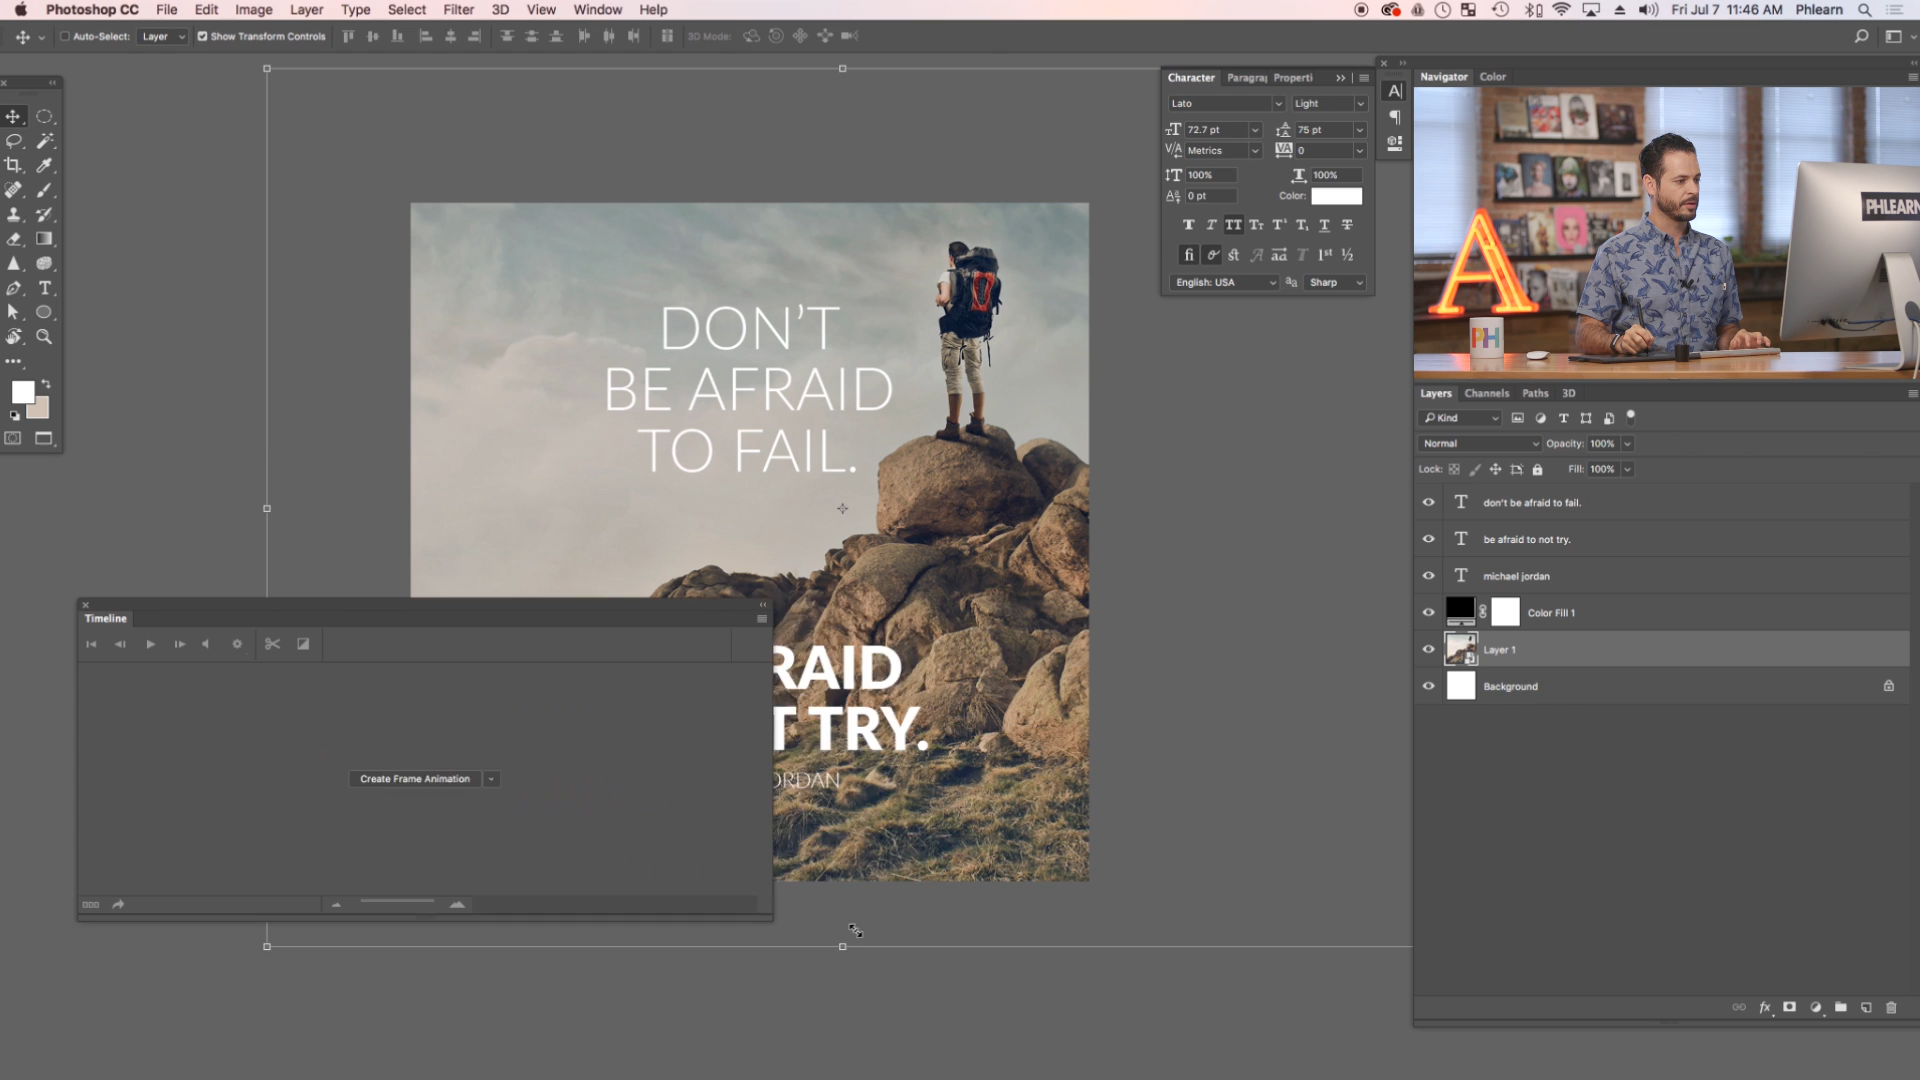 Photoshop CC File Edit Image Layer Type Select Filter 3D View Window Help
Fri Jul 7 11:46 AM Phlearn
Auto-Select: Layer Show Transform Controls 3D Mode:
Character Paragraj Properti
Lato Light
72.7 pt 75 pt
Metrics 0
100% 100%
0 pt Color:
English: USA Sharp
Navigator Color
A
PH
PHLEARN
DON'T
BE AFRAID
TO FAIL.
RAID
T TRY.
ORDAN
Timeline
Create Frame Animation
Layers Channels Paths 3D
Kind
Normal Opacity: 100%
Lock: Fill: 100%
don't be afraid to fail.
be afraid to not try.
michael jordan
Color Fill 1
Layer 1
Background